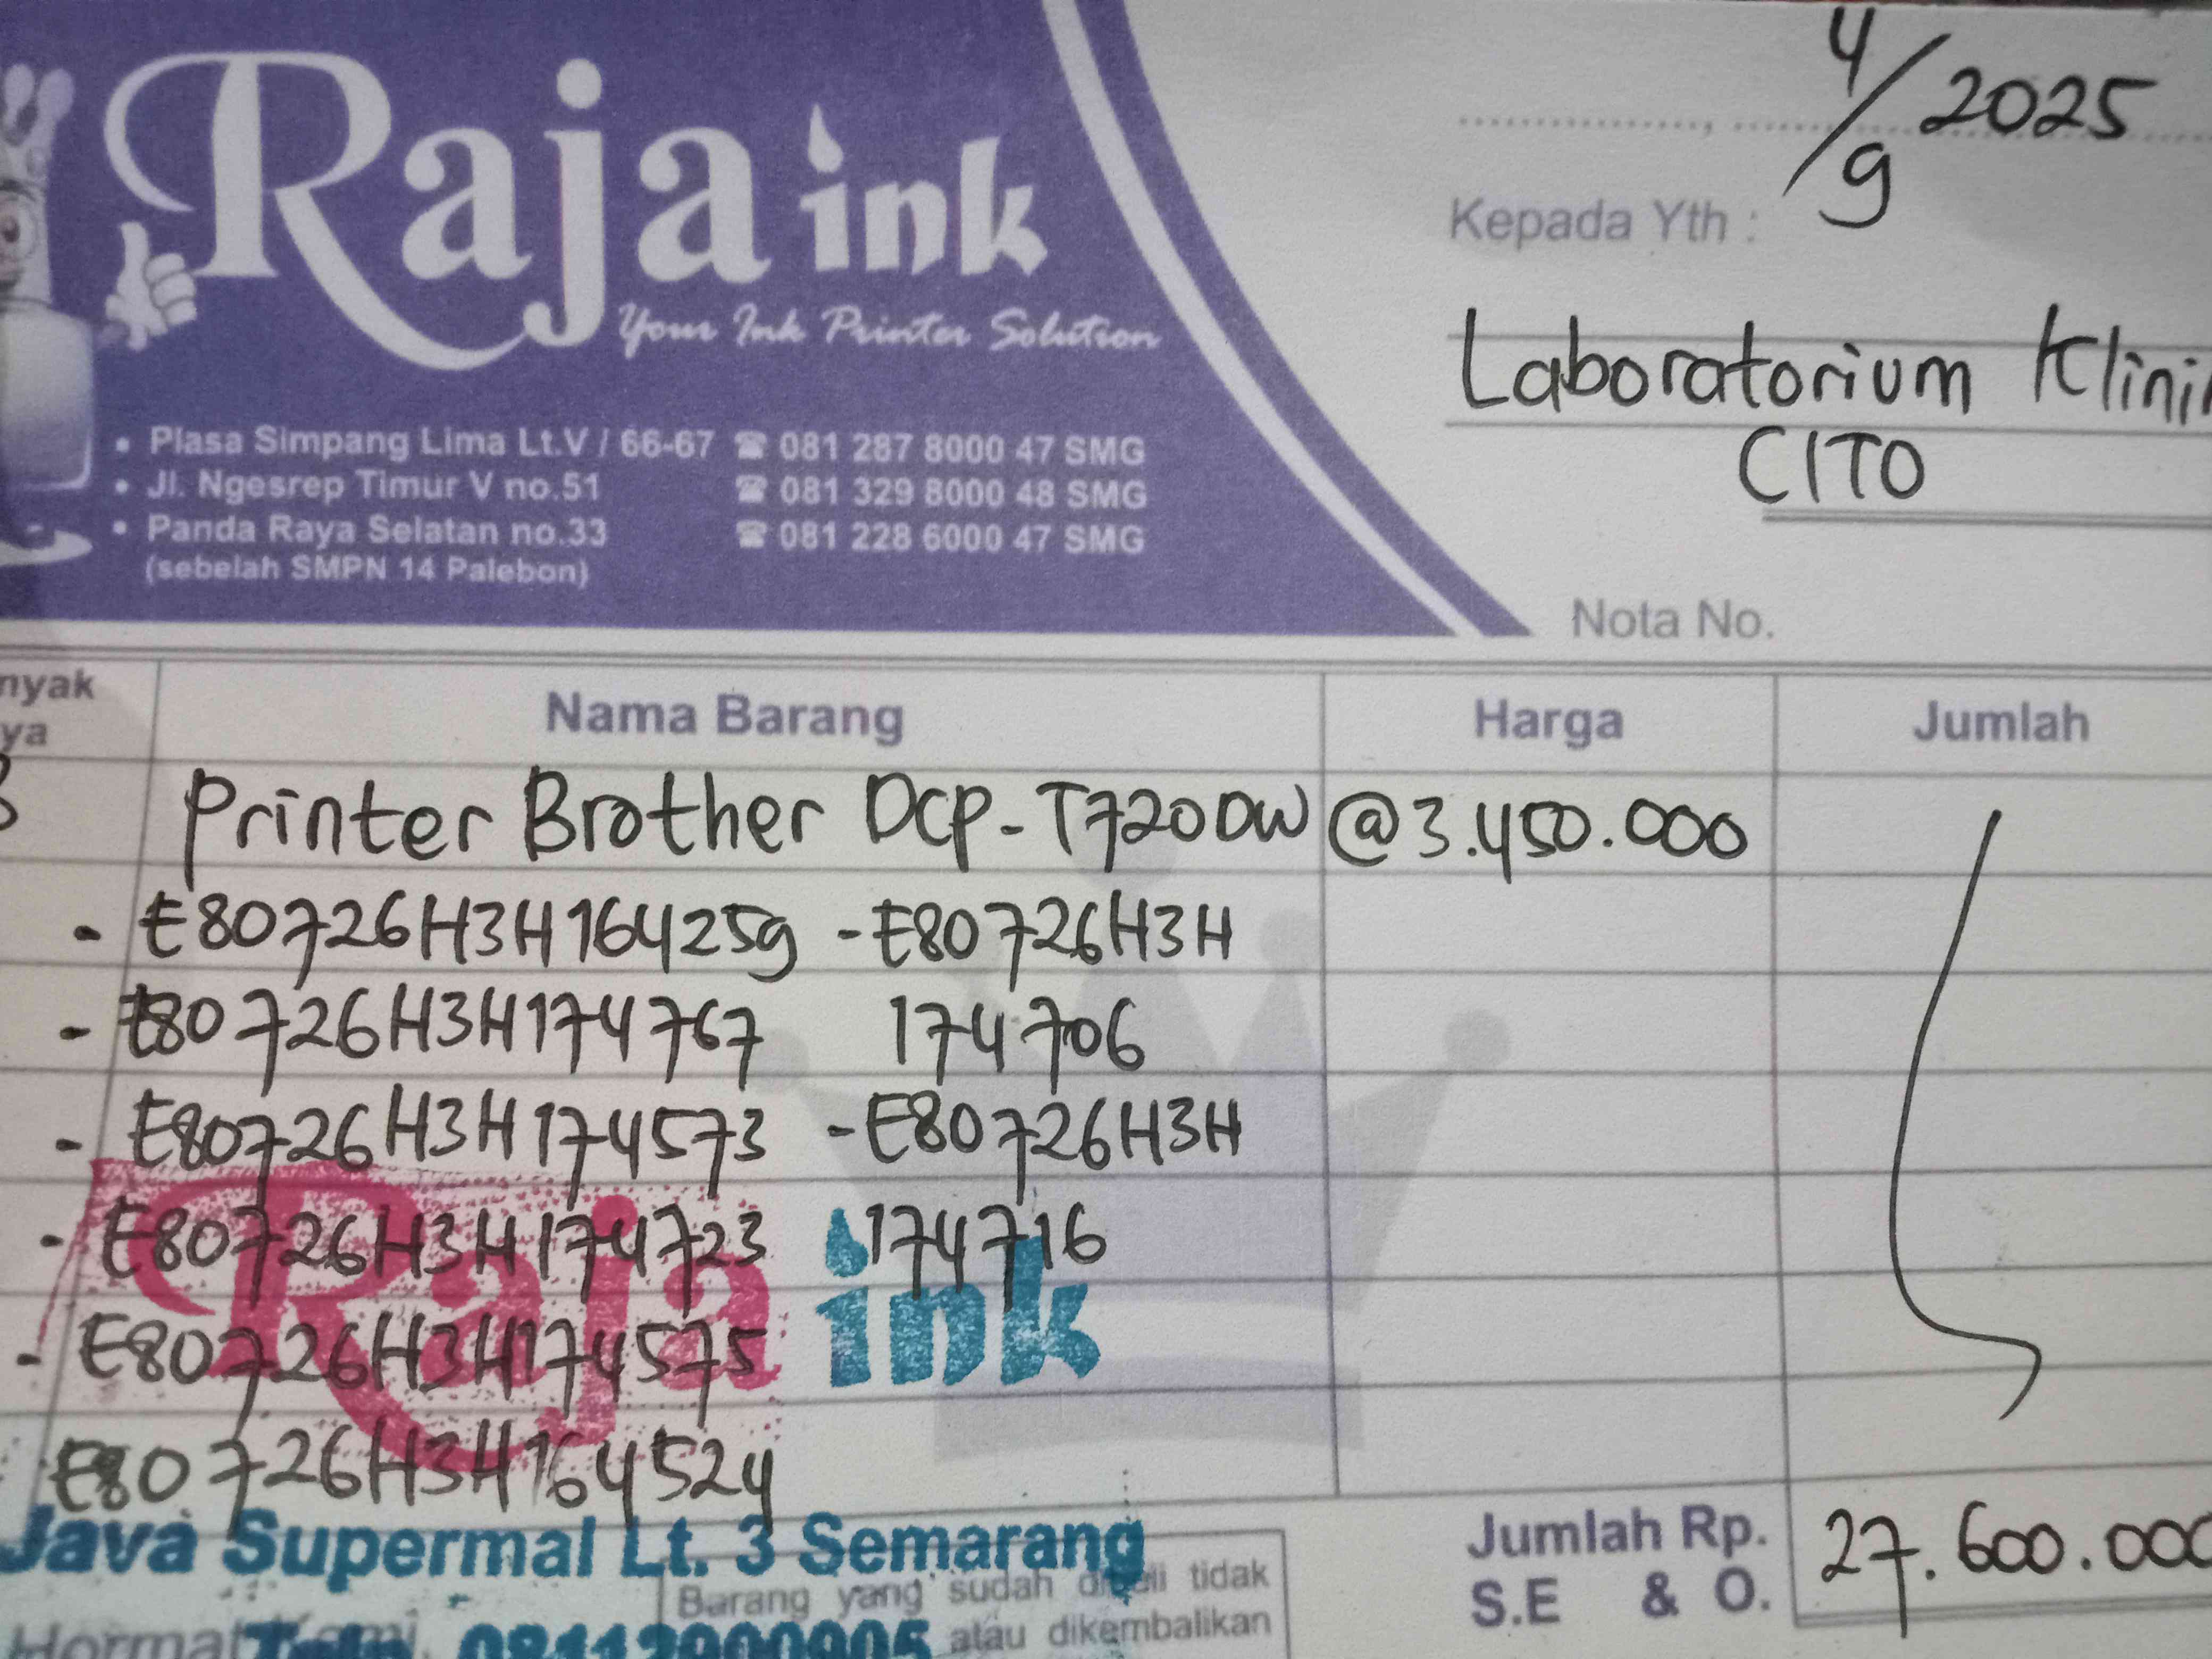 Raja ink
Your Ink Printer Solution
• Plasa Simpang Lima Lt.V / 66-67 ☎ 081 287 8000 47 SMG
• Jl. Ngesrep Timur V no.51 ☎ 081 329 8000 48 SMG
• Panda Raya Selatan no.33 ☎ 081 228 6000 47 SMG
(sebelah SMPN 14 Palebon)
4/9 2025
Kepada Yth :
Laboratorium Klini
CITO
Nota No.
nyak
ya
Nama Barang Harga Jumlah
Printer Brother DCP-T720DW @3.450.000
- E80726H3H164259 -E80726H3H
- E80726H3H174767 174706
- E80726H3H174573 -E80726H3H
- E80726H3H174723 174716
- E80726H3H174575
E80726H3H164524
Raja ink
Java Supermal Lt. 3 Semarang
Jumlah Rp. 27.600.000
S.E & O.
Barang yang sudah dibeli tidak
atau dikembalikan
Hormat Kami,